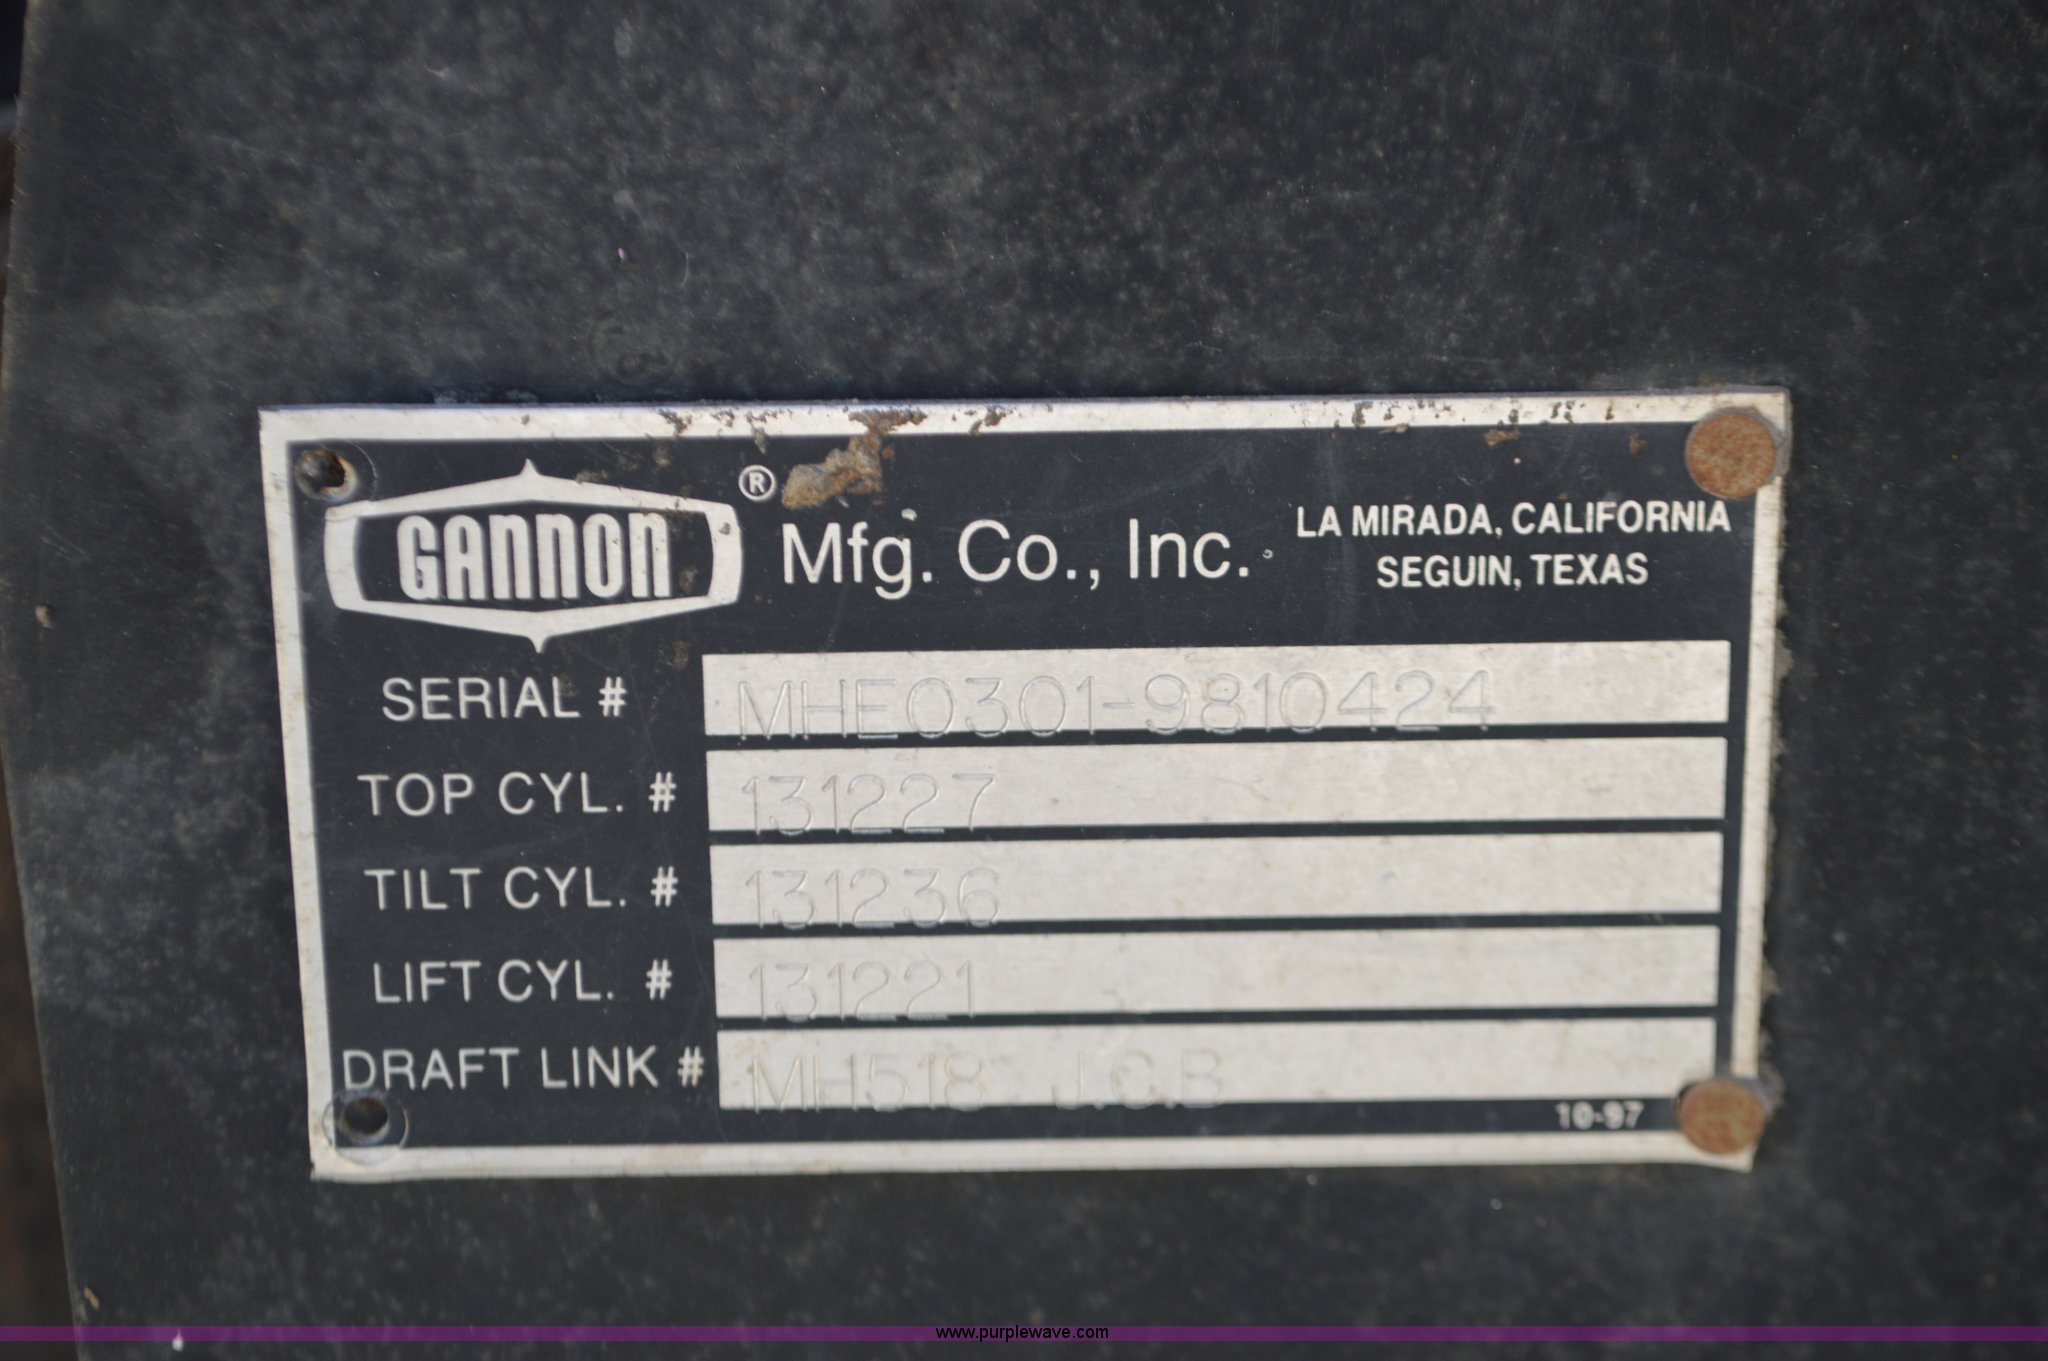 GANNON ® Mfg. Co., Inc. LA MIRADA, CALIFORNIA
SEGUIN, TEXAS
SERIAL # MHE0301-9810424
TOP CYL. # 131227
TILT CYL. # 131236
LIFT CYL. # 131221
DRAFT LINK # MH518 J.C.B
10-97
www.purplewave.com